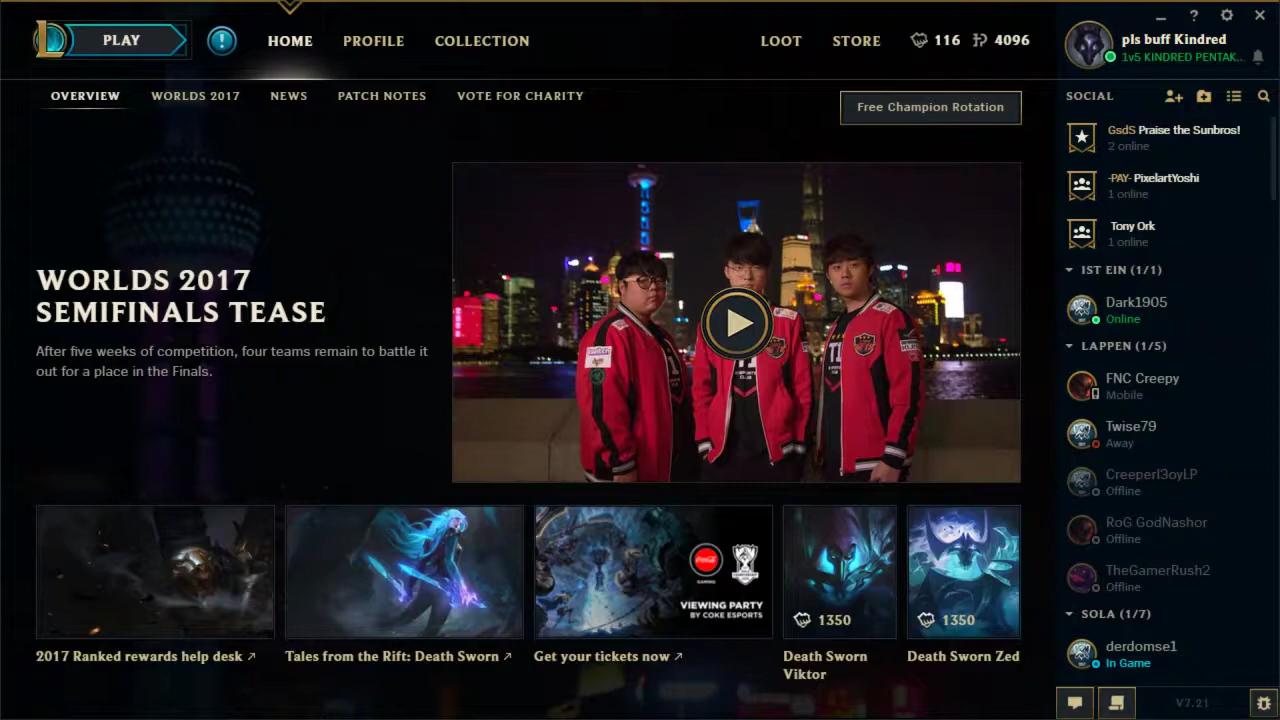 PLAY
HOME
PROFILE
COLLECTION
LOOT
STORE
116
4096
pls buff Kindred
1v5 KINDRED PENTAK...
OVERVIEW
WORLDS 2017
NEWS
PATCH NOTES
VOTE FOR CHARITY
Free Champion Rotation
WORLDS 2017
SEMIFINALS TEASE
After five weeks of competition, four teams remain to battle it
out for a place in the Finals.
VIEWING PARTY
BY COKE ESPORTS
1350
1350
2017 Ranked rewards help desk
Tales from the Rift: Death Sworn
Get your tickets now
Death Sworn
Viktor
Death Sworn Zed
SOCIAL
GsdS Praise the Sunbros!
2 online
-PAY- PixelartYoshi
1 online
Tony Ork
1 online
IST EIN (1/1)
Dark1905
Online
LAPPEN (1/5)
FNC Creepy
Mobile
Twise79
Away
CreeperI3oyLP
Offline
RoG GodNashor
Offline
TheGamerRush2
Offline
SOLA (1/7)
derdomse1
In Game
V7.21